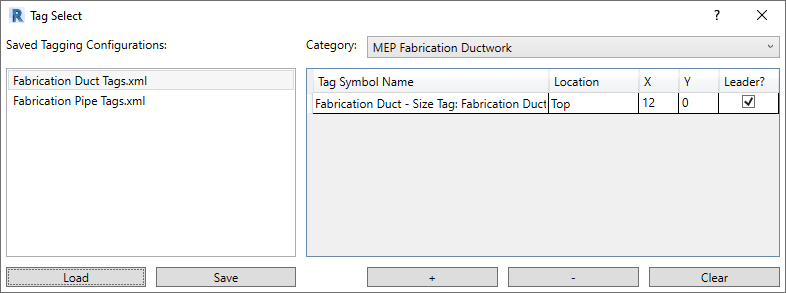 R Tag Select ?
Saved Tagging Configurations:
Category: MEP Fabrication Ductwork
Fabrication Duct Tags.xml
Fabrication Pipe Tags.xml
Tag Symbol Name Location X Y Leader?
Fabrication Duct - Size Tag: Fabrication Duct Top 12 0
Load Save + - Clear